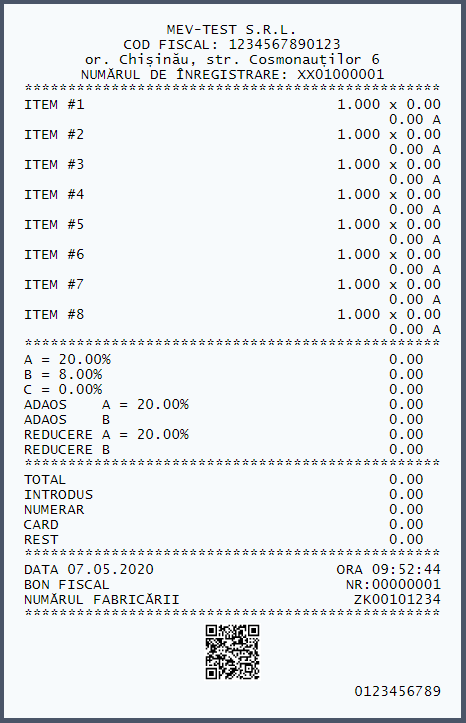 MEV-TEST S.R.L.
COD FISCAL: 1234567890123
or. Chișinău, str. Cosmonauților 6
NUMĂRUL DE ÎNREGISTRARE: XX01000001
************************************************
ITEM #1 1.000 x 0.00
0.00 A
ITEM #2 1.000 x 0.00
0.00 A
ITEM #3 1.000 x 0.00
0.00 A
ITEM #4 1.000 x 0.00
0.00 A
ITEM #5 1.000 x 0.00
0.00 A
ITEM #6 1.000 x 0.00
0.00 A
ITEM #7 1.000 x 0.00
0.00 A
ITEM #8 1.000 x 0.00
0.00 A
************************************************
A = 20.00% 0.00
B = 8.00% 0.00
C = 0.00% 0.00
ADAOS A = 20.00% 0.00
ADAOS B 0.00
REDUCERE A = 20.00% 0.00
REDUCERE B 0.00
************************************************
TOTAL 0.00
INTRODUS 0.00
NUMERAR 0.00
CARD 0.00
REST 0.00
************************************************
DATA 07.05.2020 ORA 09:52:44
BON FISCAL NR:00000001
NUMĂRUL FABRICĂRII ZK00101234
************************************************
0123456789